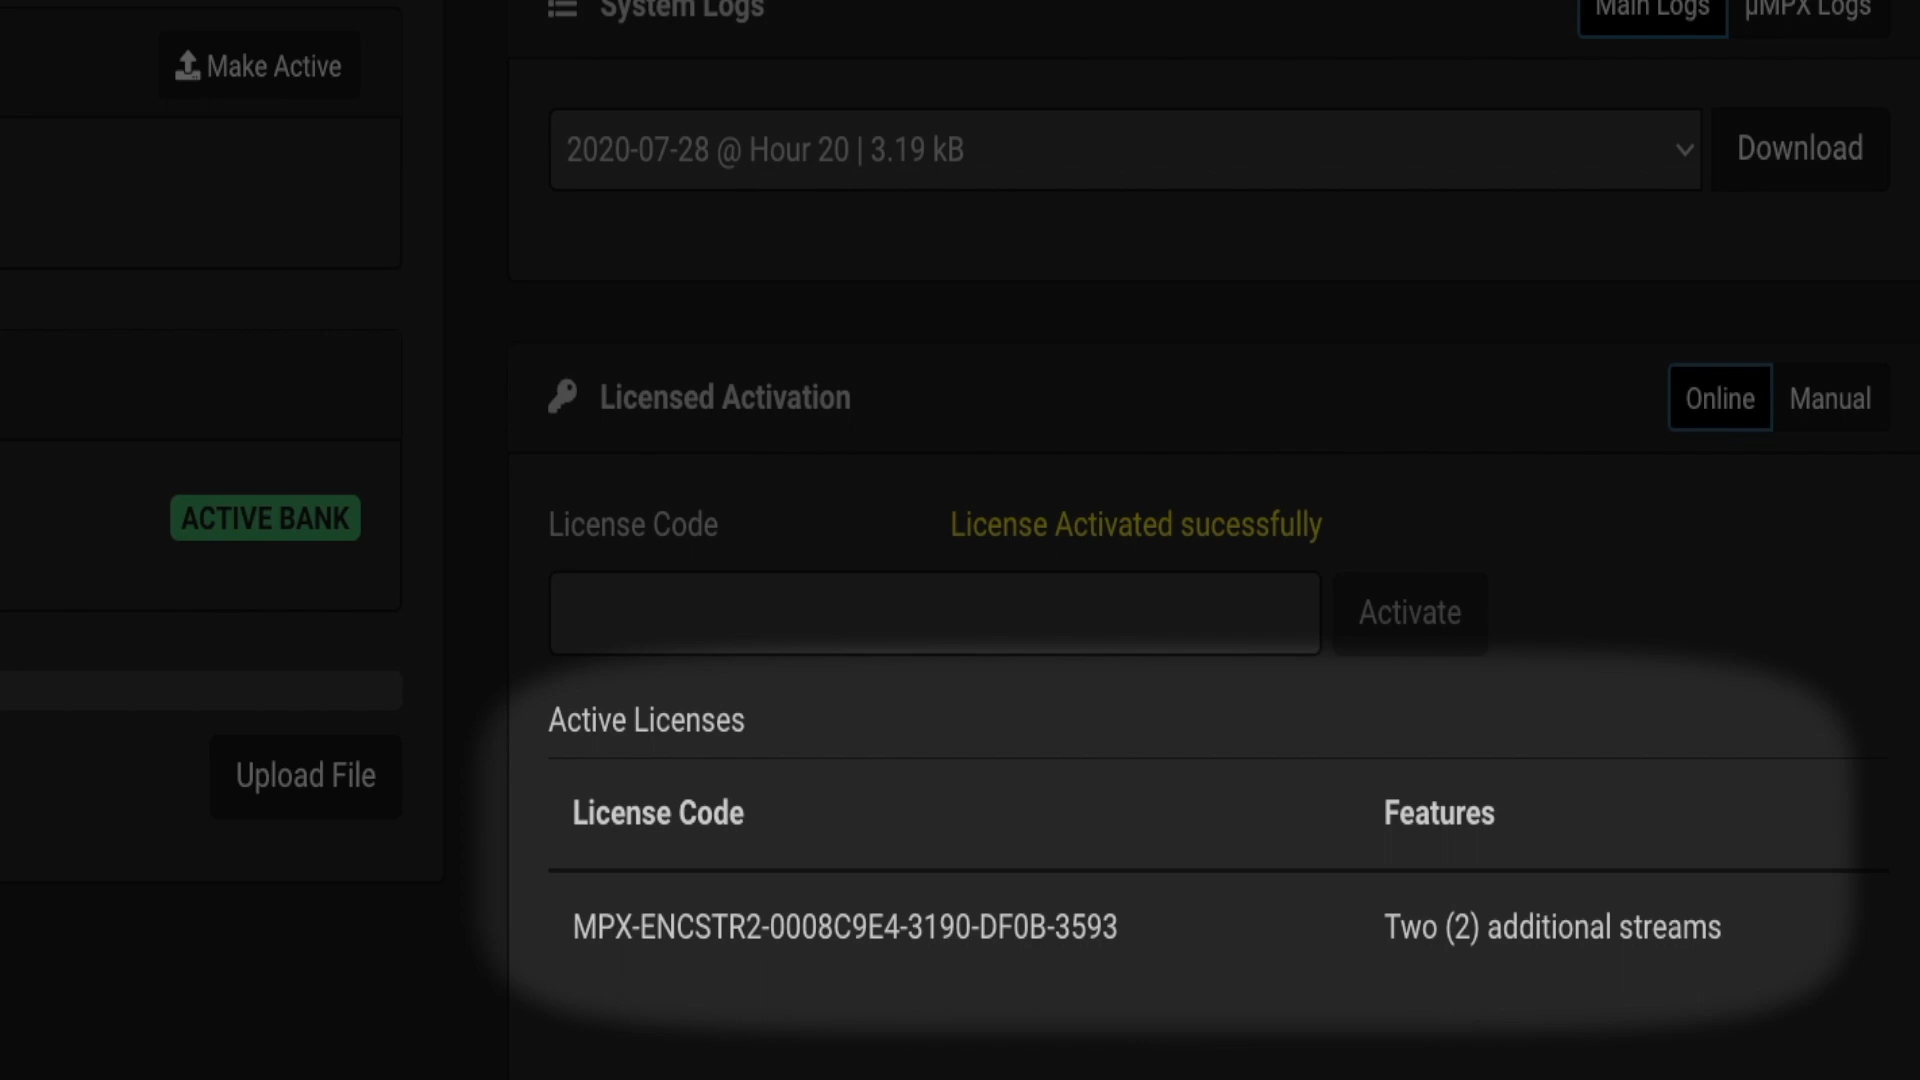 System Logs
Main Logs
µMPX Logs
Make Active
2020-07-28 @ Hour 20 | 3.19 kB
Download
Licensed Activation
Online
Manual
ACTIVE BANK
License Code
License Activated sucessfully
Activate
Active Licenses
Upload File
License Code
Features
MPX-ENCSTR2-0008C9E4-3190-DF0B-3593
Two (2) additional streams